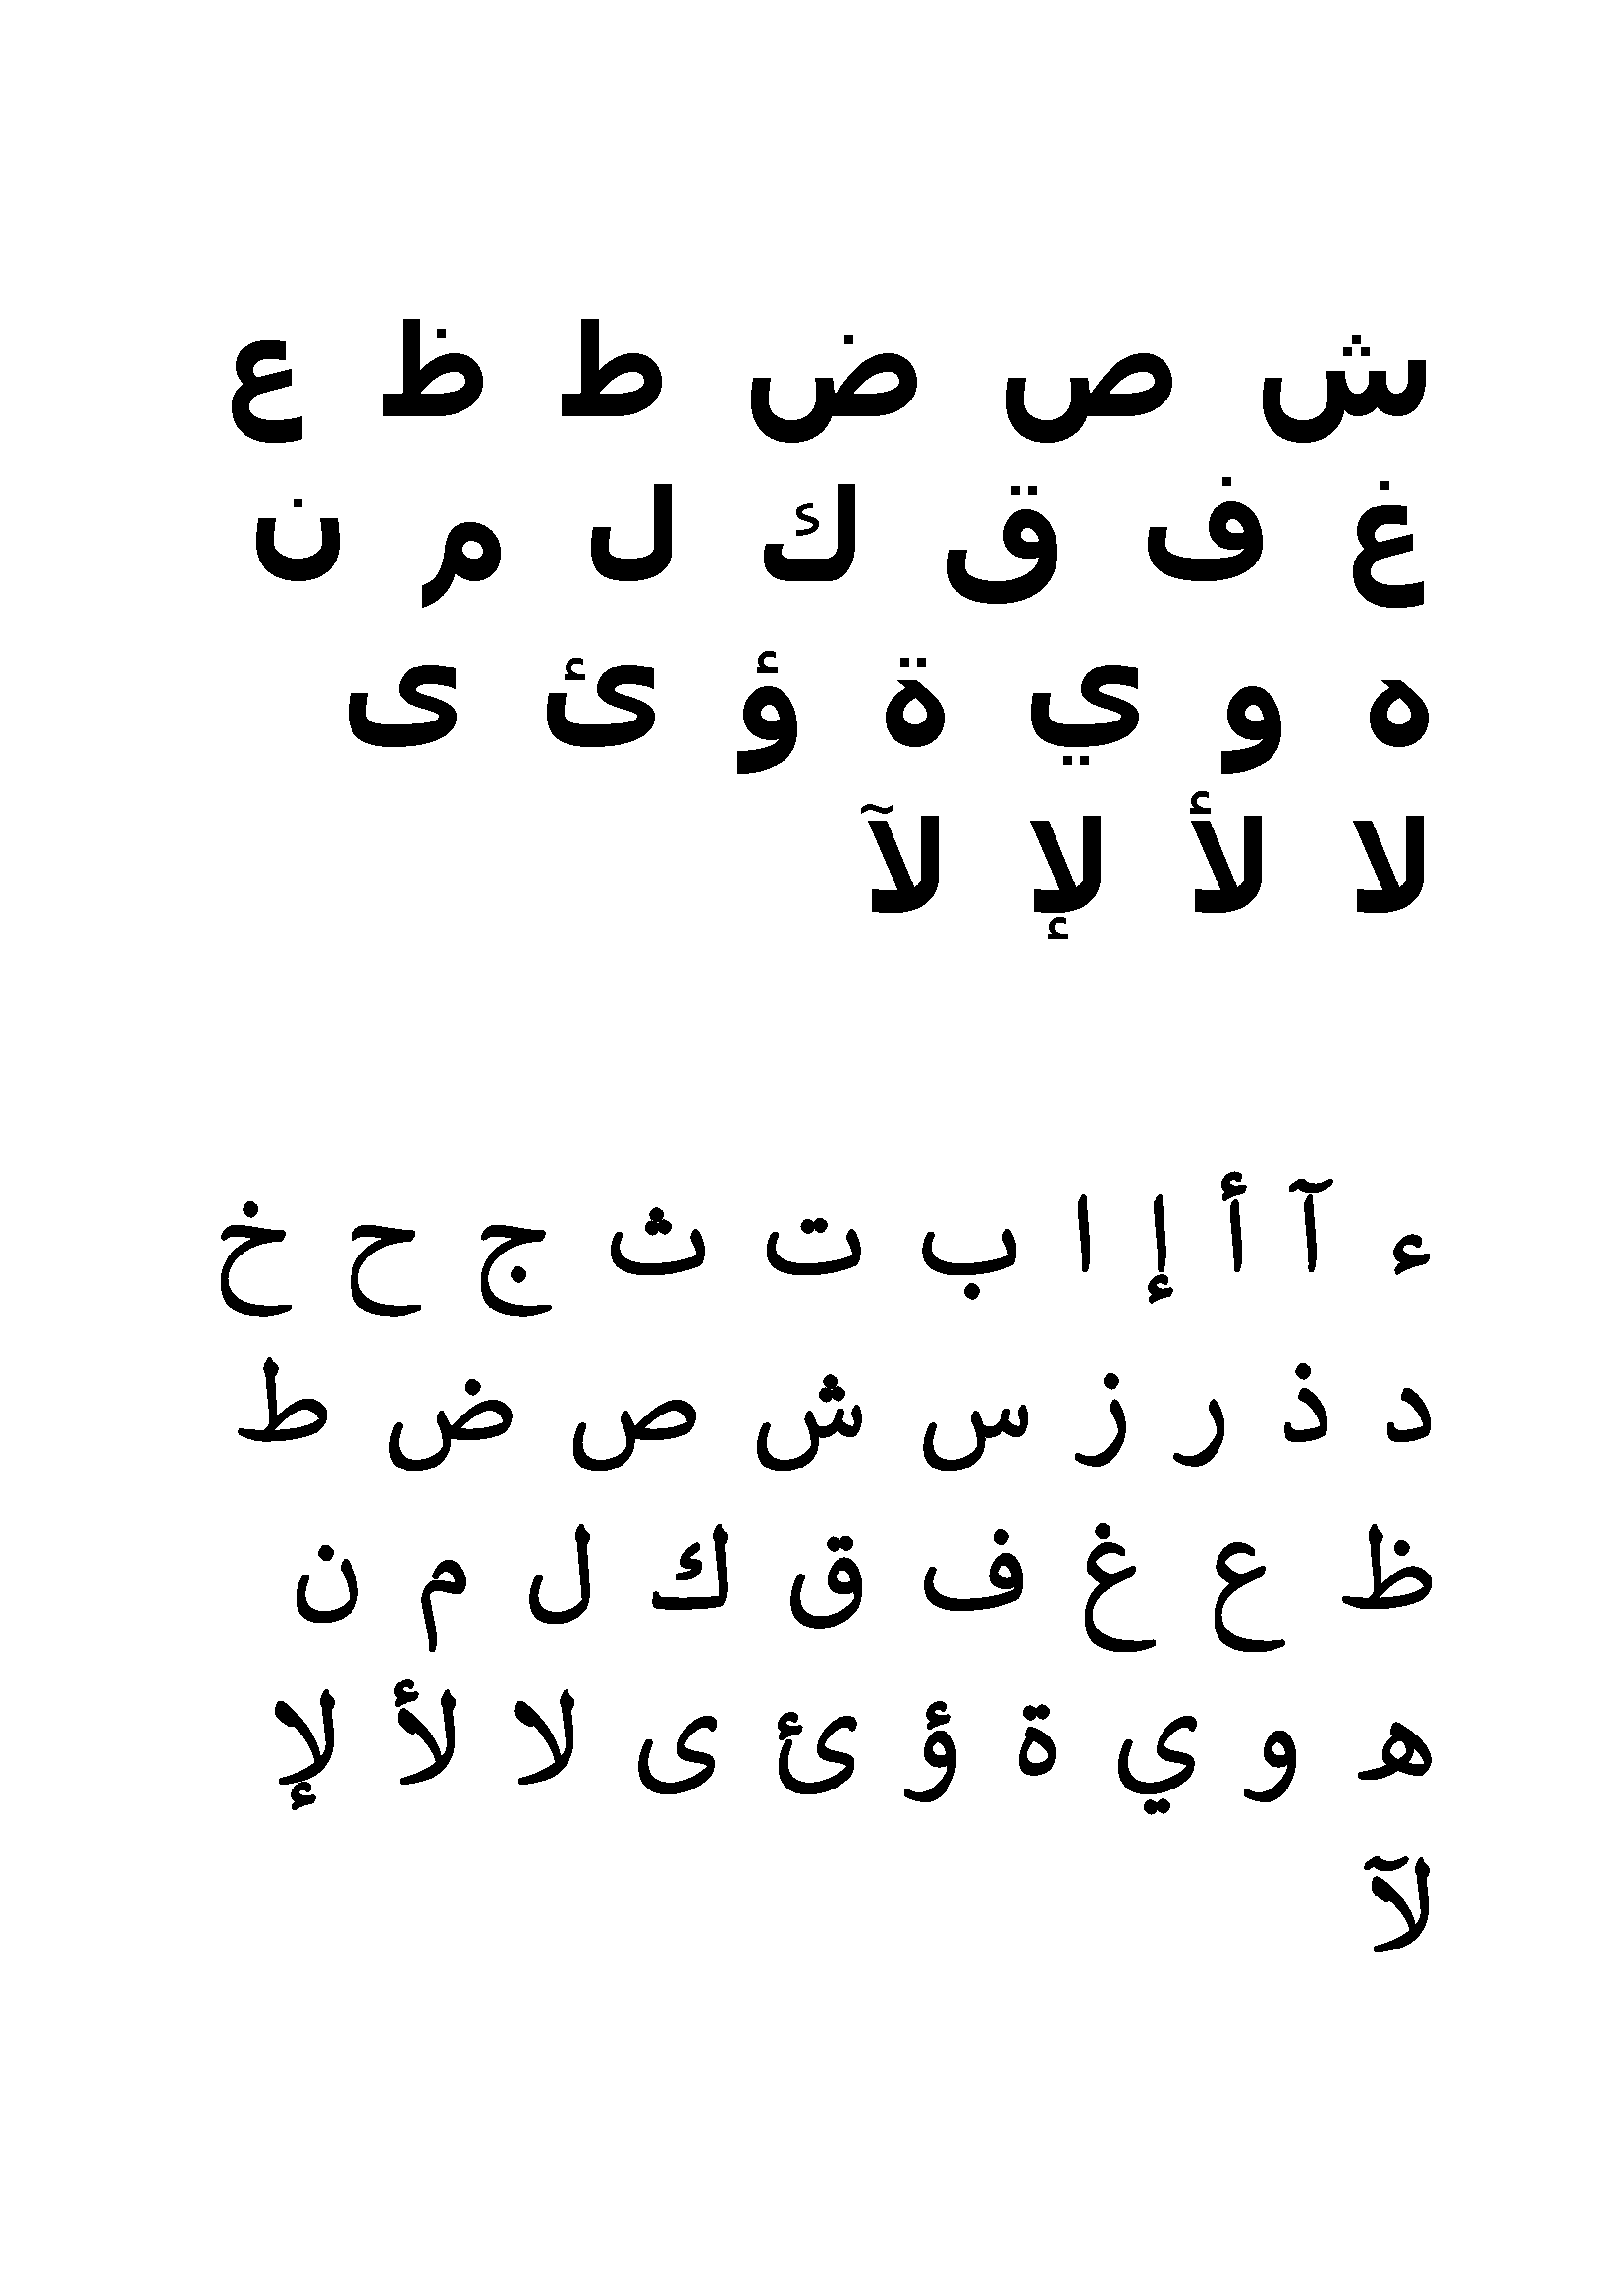 ش ص ض ط ظ ع
غ ف ق ك ل م ن
ه و ي ة ؤ ئ ى
لا لأ لإ لآ
ء آ أ إ ا ب ت ث ج ح خ
د ذ ر ز س ش ص ض ط
ظ ع غ ف ق ك ل م ن
ه و ي ة ؤ ئ ى لا لأ لإ
لآ